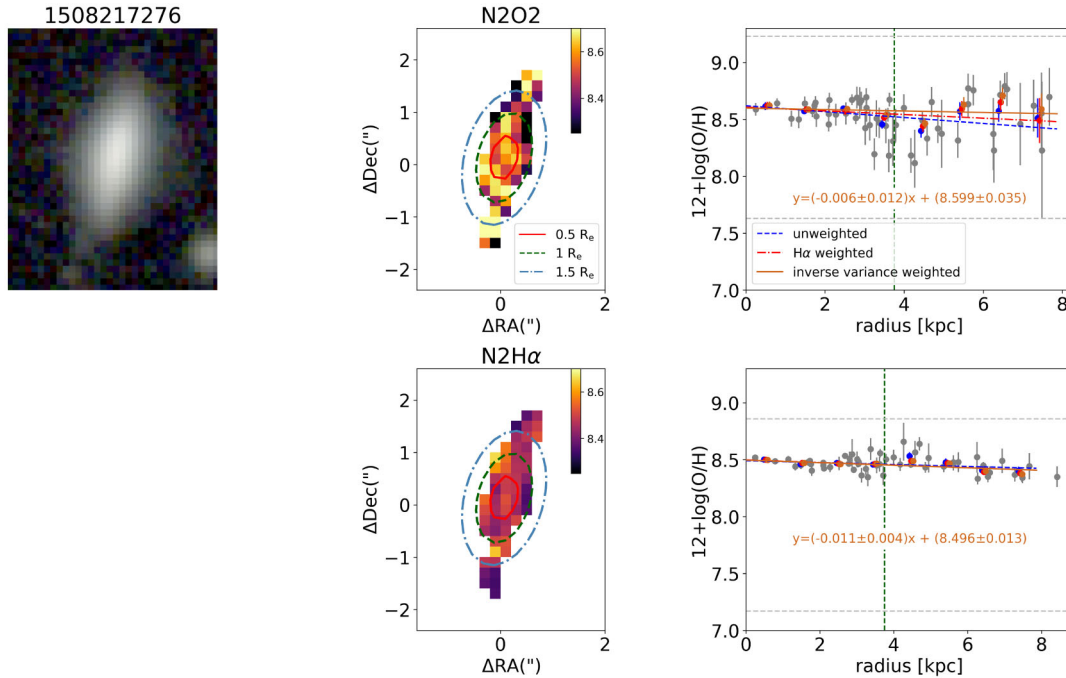 1508217276
N2O2
2
1
0
−1
−2
ΔDec(")
0
2
ΔRA(")
8.6
8.4
0.5 Rₑ
1 Rₑ
1.5 Rₑ
9.0
8.5
8.0
7.5
7.0
12+log(O/H)
y=(-0.006±0.012)x + (8.599±0.035)
unweighted
Hα weighted
inverse variance weighted
0
2
4
6
8
radius [kpc]
N2Hα
2
1
0
−1
−2
ΔDec(")
0
2
ΔRA(")
8.6
8.4
9.0
8.5
8.0
7.5
7.0
12+log(O/H)
y=(-0.011±0.004)x + (8.496±0.013)
0
2
4
6
8
radius [kpc]